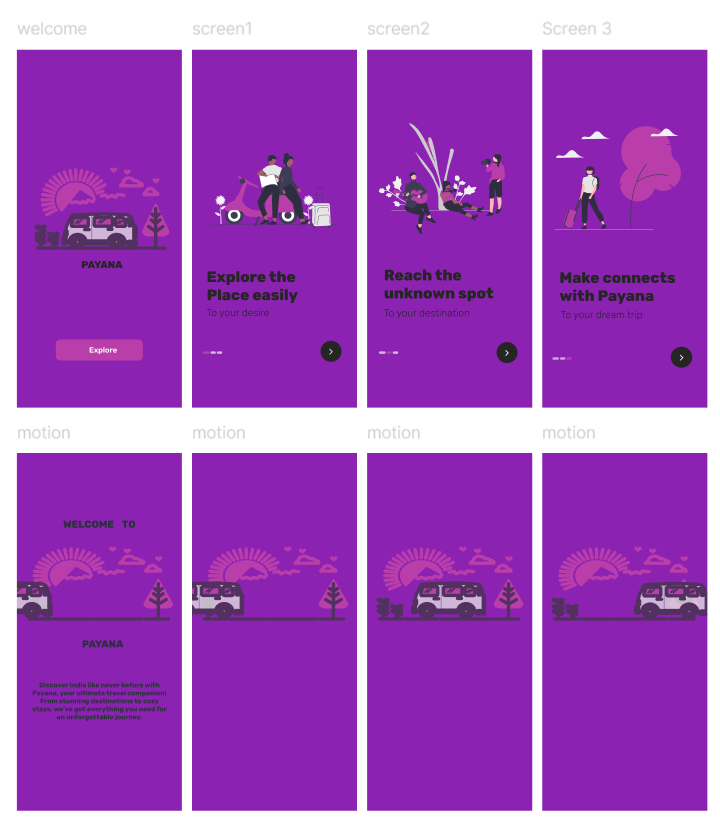 welcome
screen1
screen2
Screen 3
PAYANA
Explore
Explore the
Place easily
To your desire
Reach the
unknown spot
To your destination
Make connects
with Payana
To your dream trip
motion
motion
motion
motion
WELCOME TO
PAYANA
Discover India like never before with
Payana, your ultimate travel companion!
From stunning destinations to cozy
stays, we've got everything you need for
an unforgettable journey.